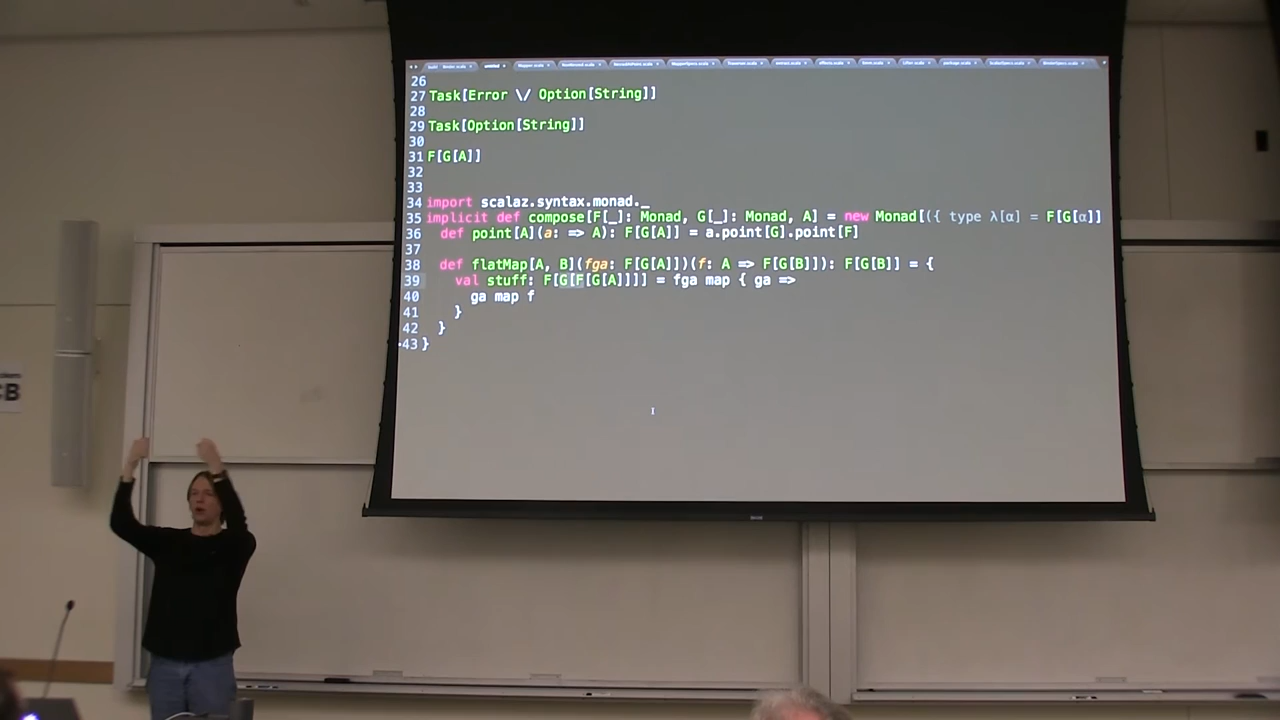 26
27 Task[Error \/ Option[String]]
28
29 Task[Option[String]]
30
31 F[G[A]]
32
33
34 import scalaz.syntax.monad._
35 implicit def compose[F[_]: Monad, G[_]: Monad, A] = new Monad[({ type λ[α] = F[G[α]]
36 def point[A](a: => A): F[G[A]] = a.point[G].point[F]
37
38 def flatMap[A, B](fga: F[G[A]])(f: A => F[G[B]]): F[G[B]] = {
39 val stuff: F[G[F[G[A]]]] = fga map { ga =>
40 ga map f
41 }
42 }
43 }
CB